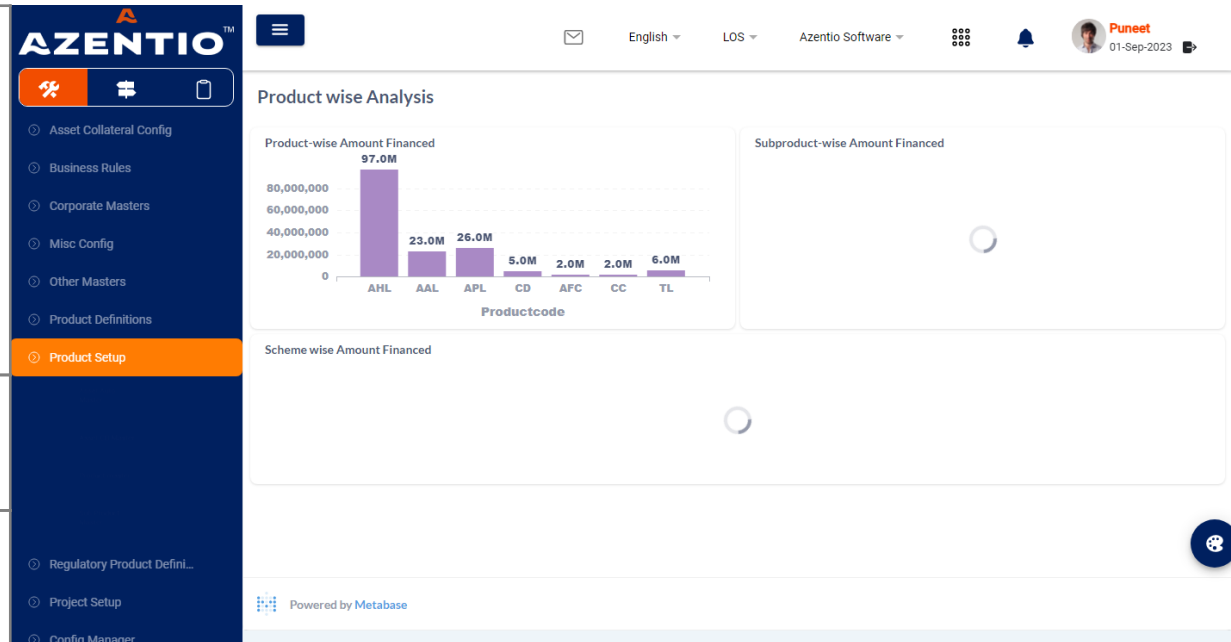 AZENTIO™
English
LOS
Azentio Software
Puneet
01-Sep-2023
Asset Collateral Config
Business Rules
Corporate Masters
Misc Config
Other Masters
Product Definitions
Product Setup
Regulatory Product Defini...
Project Setup
Config Manager
Product wise Analysis
Product-wise Amount Financed
97.0M
80,000,000
60,000,000
40,000,000
20,000,000
0
23.0M
26.0M
5.0M
2.0M
2.0M
6.0M
AHL AAL APL CD AFC CC TL
Productcode
Subproduct-wise Amount Financed
Scheme wise Amount Financed
Powered by Metabase